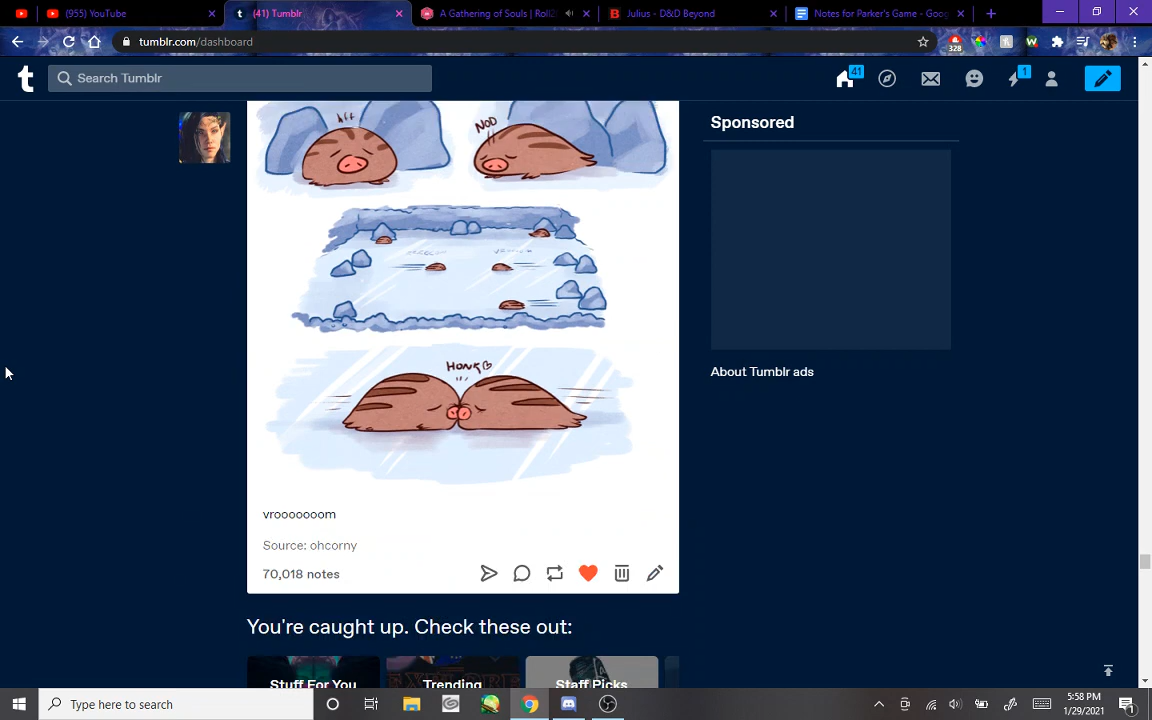 (955) YouTube
(41) Tumblr
A Gathering of Souls | Roll2
Julius - D&D Beyond
Notes for Parker's Game - Goo
tumblr.com/dashboard
328
t
Search Tumblr
41
1
NOD
HONK
vrooooooom
Source: ohcorny
70,018 notes
Sponsored
About Tumblr ads
You're caught up. Check these out:
Stuff For You
Trending
Staff Picks
Type here to search
5:58 PM
1/29/2021
1